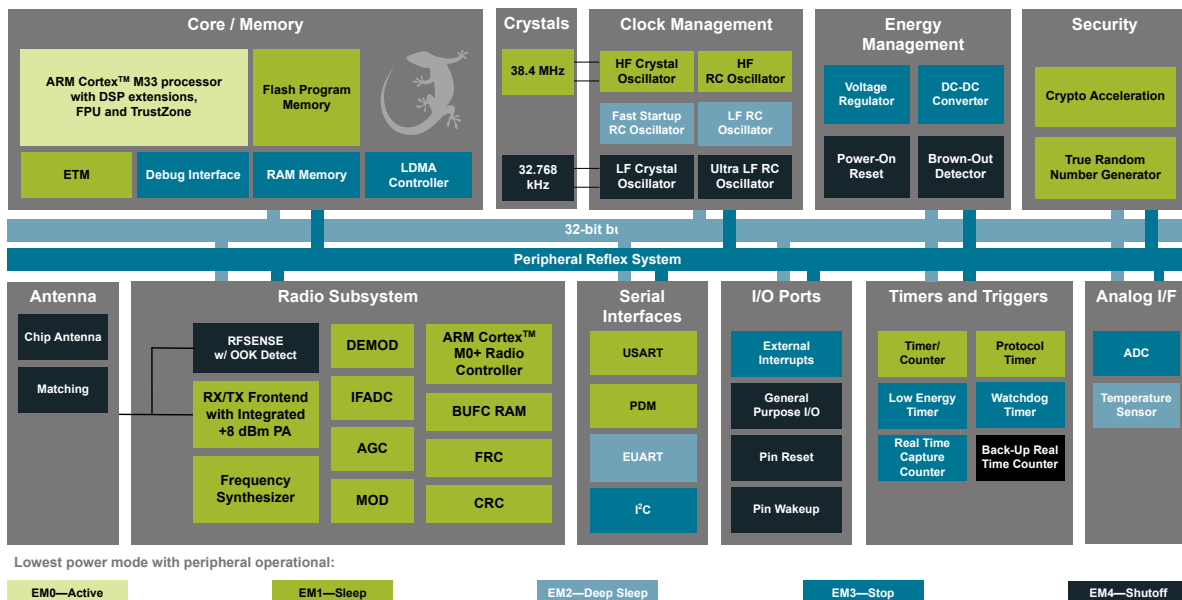 Core / Memory
ARM Cortex™ M33 processor
with DSP extensions,
FPU and TrustZone
Flash Program
Memory
ETM
Debug Interface
RAM Memory
LDMA
Controller
Crystals
38.4 MHz
32.768
kHz
Clock Management
HF Crystal
Oscillator
HF
RC Oscillator
Fast Startup
RC Oscillator
LF RC
Oscillator
LF Crystal
Oscillator
Ultra LF RC
Oscillator
Energy
Management
Voltage
Regulator
DC-DC
Converter
Power-On
Reset
Brown-Out
Detector
Security
Crypto Acceleration
True Random
Number Generator
32-bit
Peripheral Reflex System
Antenna
Chip Antenna
Matching
Radio Subsystem
RFSENSE
w/ OOK Detect
RX/TX Frontend
with Integrated
+8 dBm PA
Frequency
Synthesizer
DEMOD
IFADC
AGC
MOD
ARM Cortex™
M0+ Radio
Controller
BUFC RAM
FRC
CRC
Serial
Interfaces
USART
PDM
EUART
I²C
I/O Ports
External
Interrupts
General
Purpose I/O
Pin Reset
Pin Wakeup
Timers and Triggers
Timer/
Counter
Protocol
Timer
Low Energy
Timer
Watchdog
Timer
Real Time
Capture
Counter
Back-Up Real
Time Counter
Analog I/F
ADC
Temperature
Sensor
Lowest power mode with peripheral operational:
EM0—Active
EM1—Sleep
EM2—Deep Sleep
EM3—Stop
EM4—Shutoff